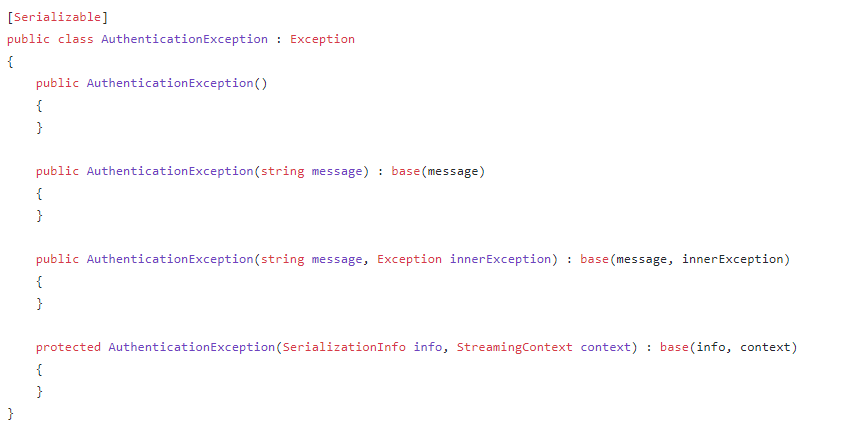 [Serializable]
public class AuthenticationException : Exception
{
    public AuthenticationException()
    {
    }

    public AuthenticationException(string message) : base(message)
    {
    }

    public AuthenticationException(string message, Exception innerException) : base(message, innerException)
    {
    }

    protected AuthenticationException(SerializationInfo info, StreamingContext context) : base(info, context)
    {
    }
}